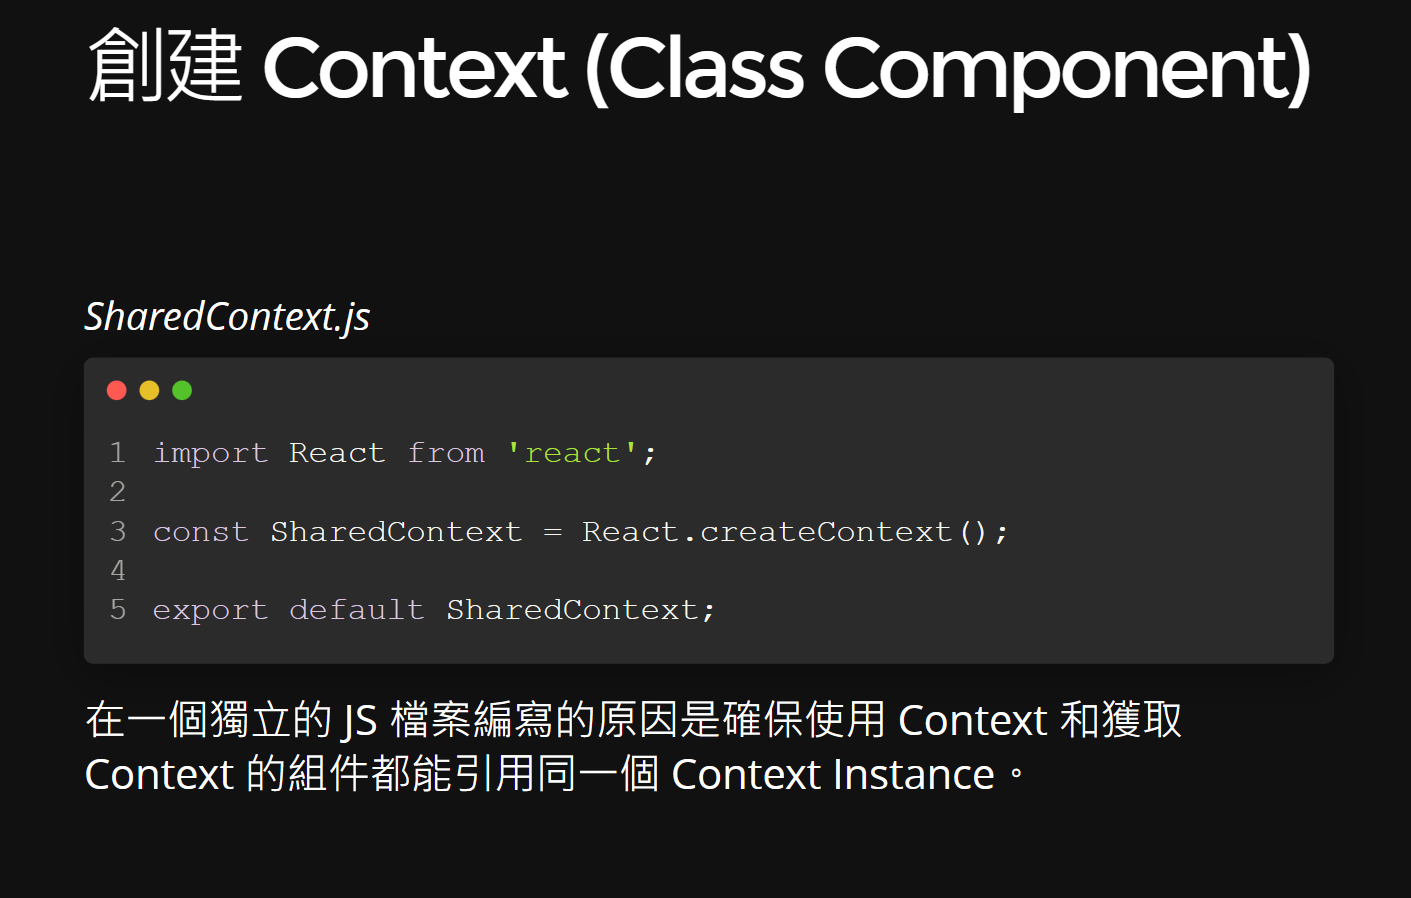 創建 Context (Class Component)
SharedContext.js
1 import React from 'react';
2
3 const SharedContext = React.createContext();
4
5 export default SharedContext;
在一個獨立的 JS 檔案編寫的原因是確保使用 Context 和獲取
Context 的組件都能引用同一個 Context Instance。